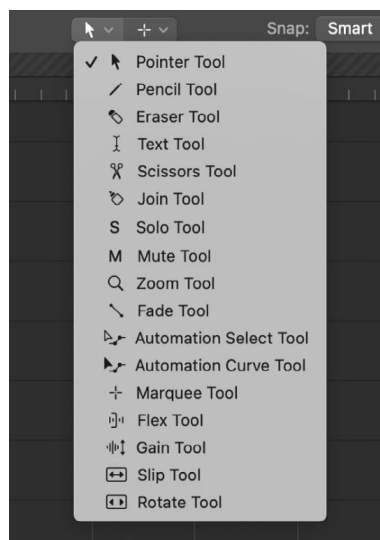 Snap: Smart
Pointer Tool
Pencil Tool
Eraser Tool
Text Tool
Scissors Tool
Join Tool
S Solo Tool
M Mute Tool
Zoom Tool
Fade Tool
Automation Select Tool
Automation Curve Tool
Marquee Tool
Flex Tool
Gain Tool
Slip Tool
Rotate Tool